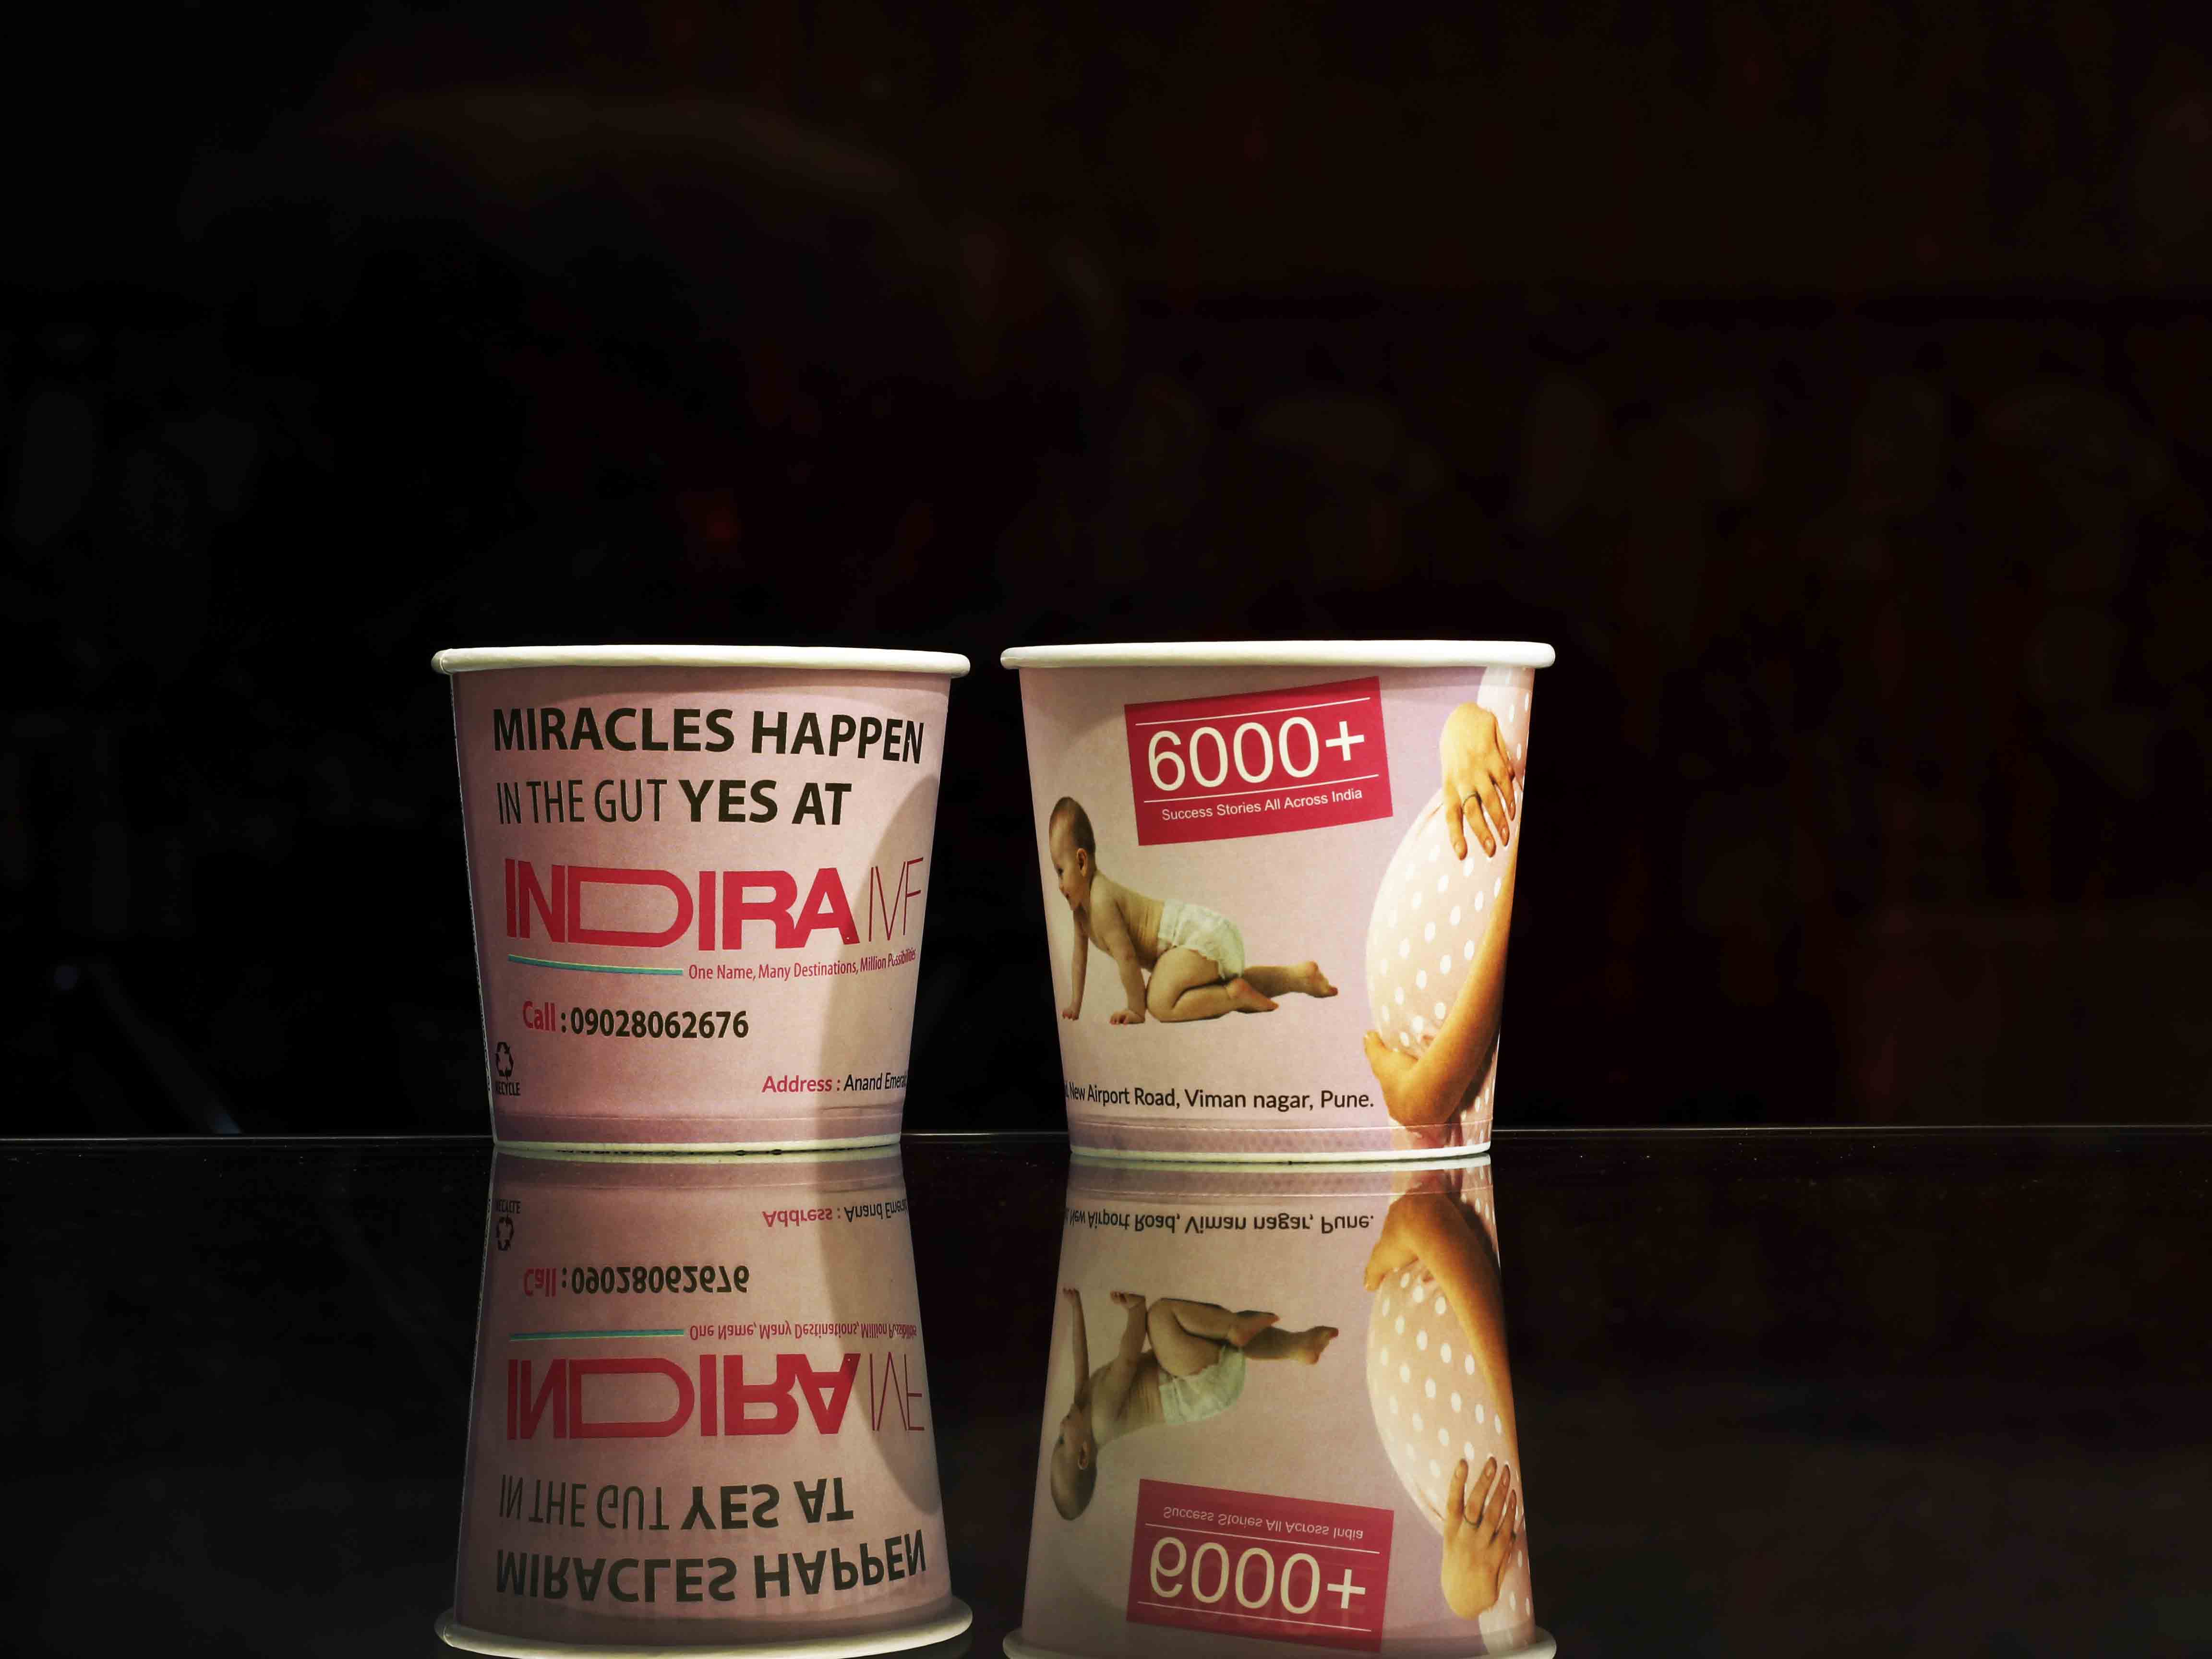 MIRACLES HAPPEN
IN THE GUT YES AT
INDIRA IVF
One Name, Many Destinations, Million Possibilities
Call : 09028062676
RECYCLE
Address : Anand
6000+
Success Stories All Across India
New Airport Road, Viman nagar, Pune.